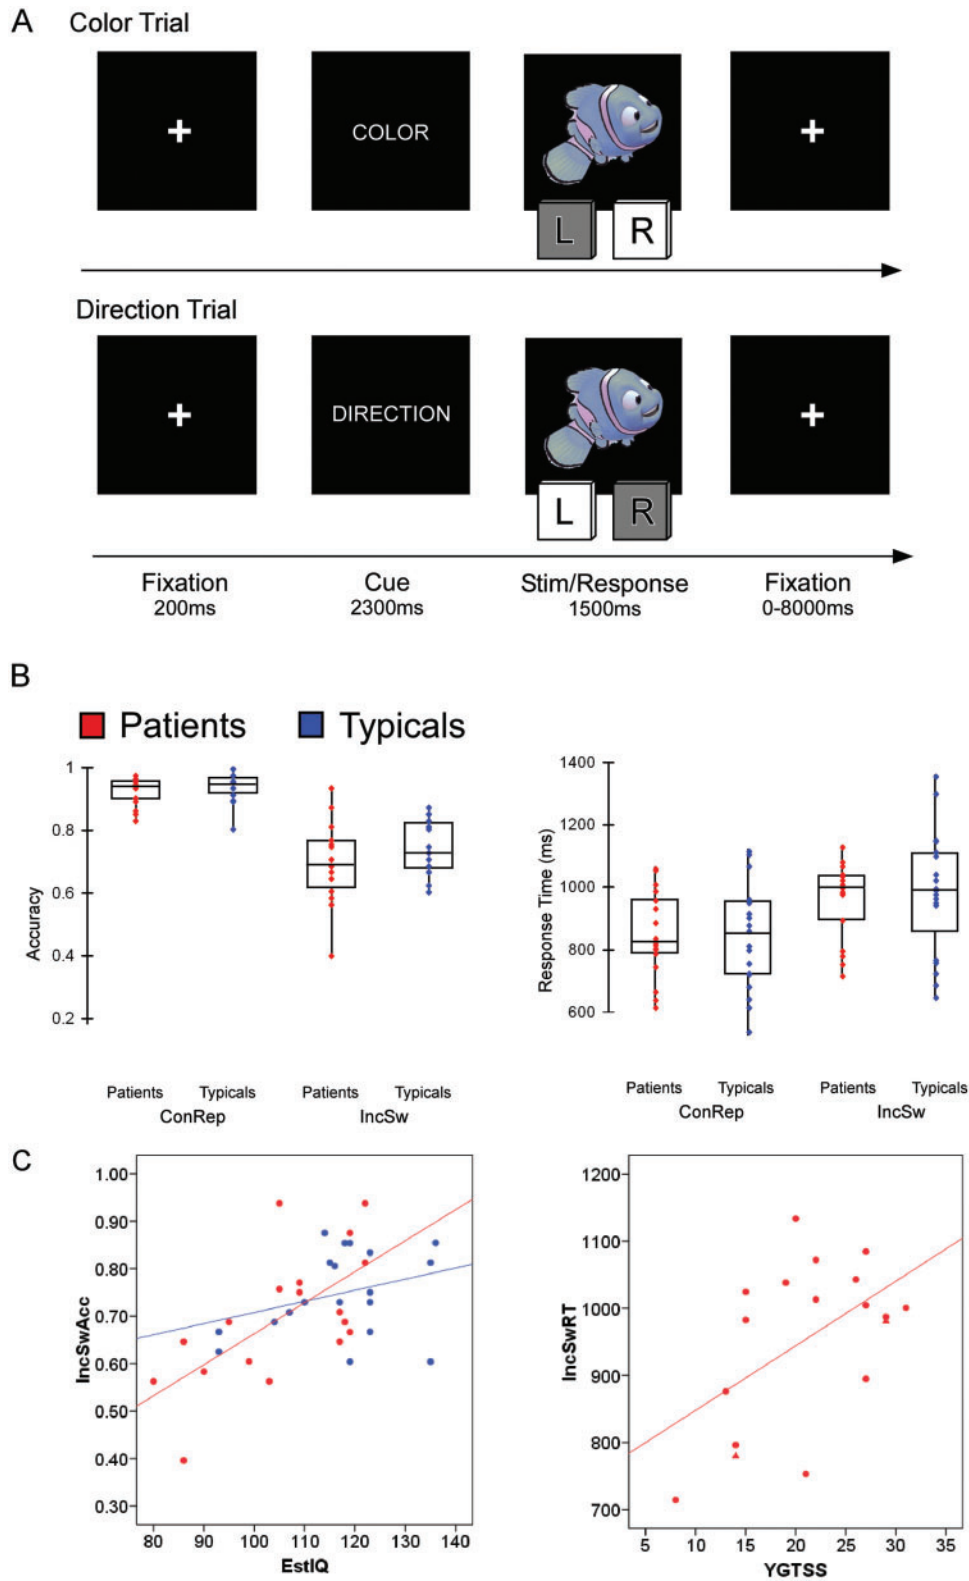 A
Color Trial
+
COLOR
+
L R
Direction Trial
+
DIRECTION
+
L R
Fixation Cue Stim/Response Fixation
200ms 2300ms 1500ms 0-8000ms
B
Patients Typicals
Accuracy
1
0.8
0.6
0.4
0.2
Patients Typicals Patients Typicals
ConRep IncSw
Response Time (ms)
1400
1200
1000
800
600
Patients Typicals Patients Typicals
ConRep IncSw
C
IncSwAcc
1.00
0.90
0.80
0.70
0.60
0.50
0.40
0.30
80 90 100 110 120 130 140
EstIQ
IncSwRT
1200
1100
1000
900
800
700
5 10 15 20 25 30 35
YGTSS